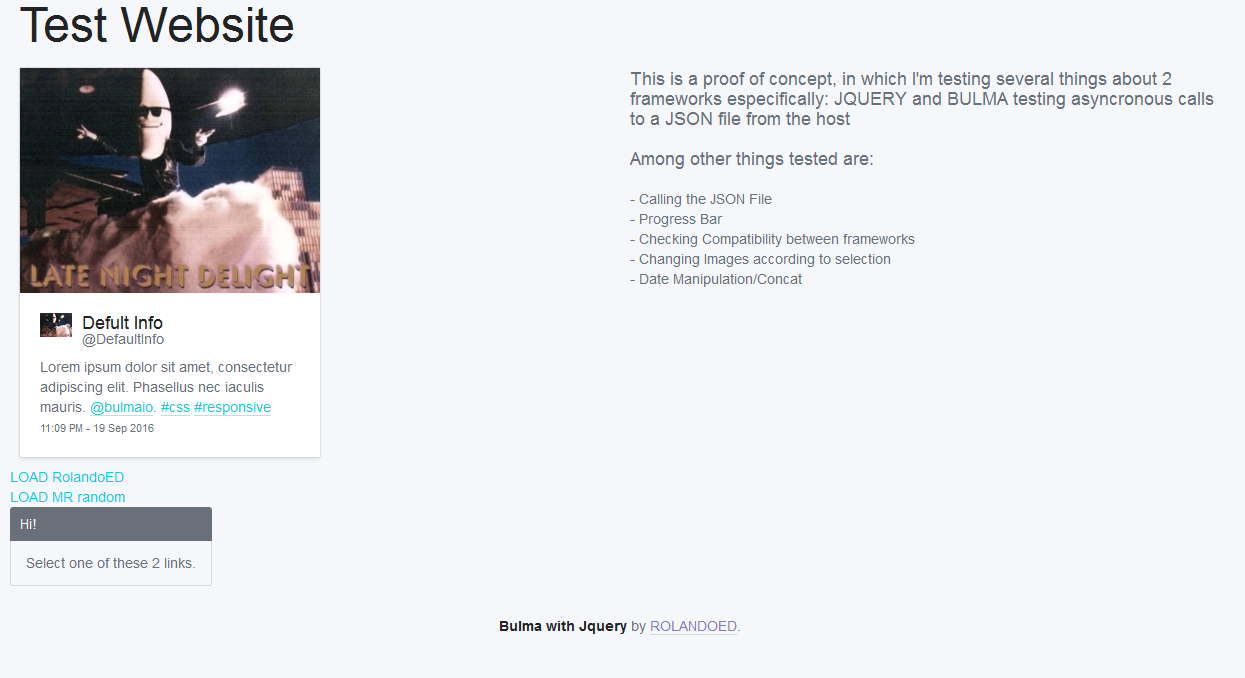 Test Website
LATE NIGHT DELIGHT
Defult Info
@DefaultInfo
Lorem ipsum dolor sit amet, consectetur
adipiscing elit. Phasellus nec iaculis
mauris. @bulmaio. #css #responsive
11:09 PM - 19 Sep 2016
LOAD RolandoED
LOAD MR random
Hi!
Select one of these 2 links.
This is a proof of concept, in which I'm testing several things about 2
frameworks especifically: JQUERY and BULMA testing asyncronous calls
to a JSON file from the host
Among other things tested are:
- Calling the JSON File
- Progress Bar
- Checking Compatibility between frameworks
- Changing Images according to selection
- Date Manipulation/Concat
Bulma with Jquery by ROLANDOED.